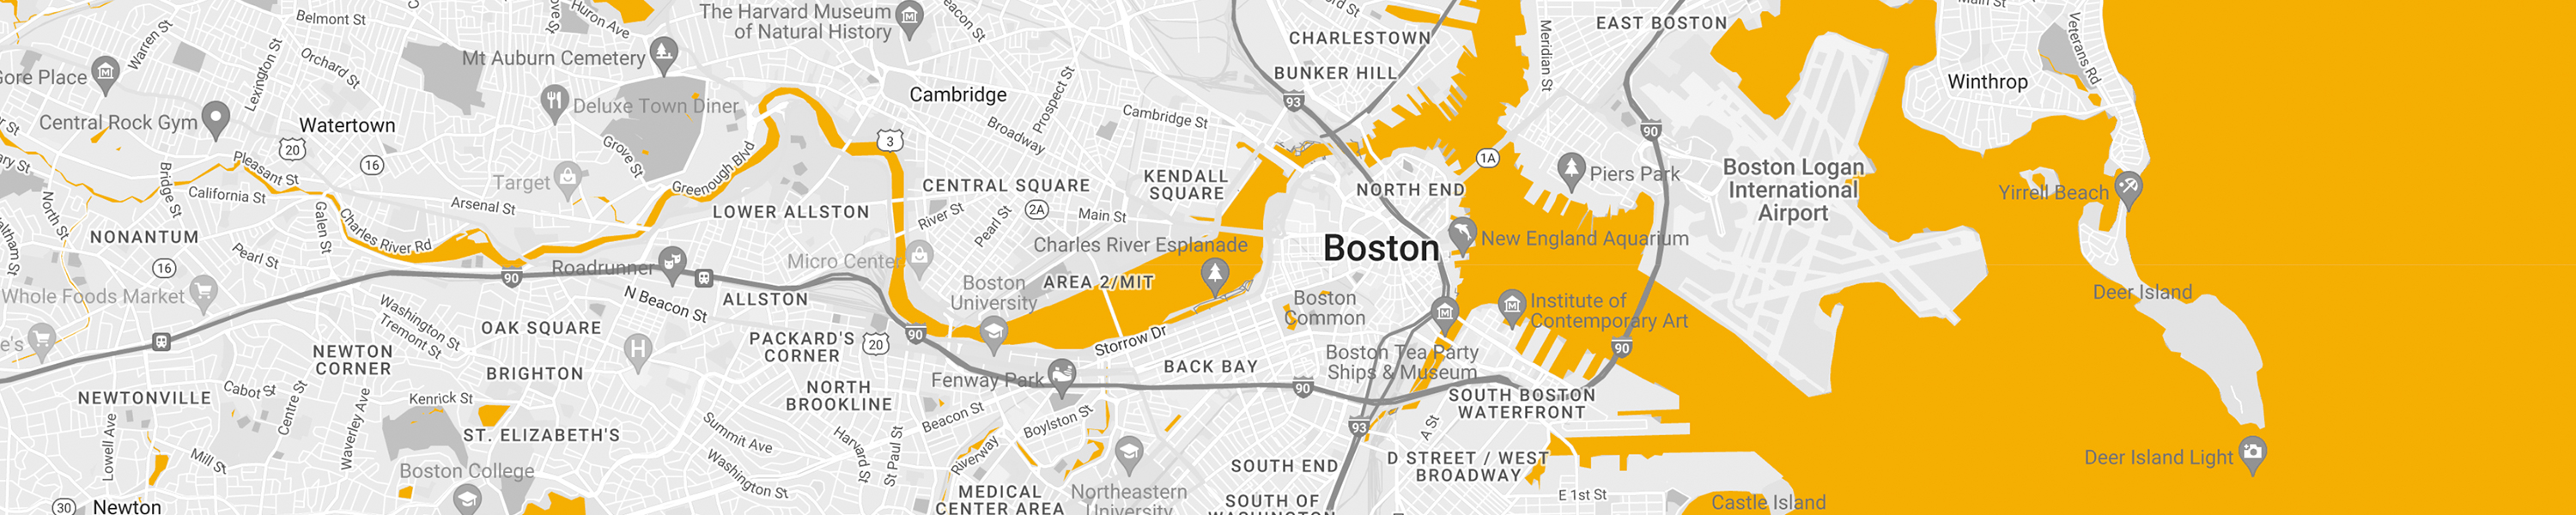 Belmont St
Huron Ave
The Harvard Museum
of Natural History
Beacon St
Meridian St
EAST BOSTON
Main St
CHARLESTOWN
Veterans Rd
Warren St
Lexington St
Orchard St
Mt Auburn Cemetery
Gore Place
BUNKER HILL
Winthrop
Deluxe Town Diner
Cambridge
Prospect St
Cambridge St
93
Central Rock Gym
Watertown
Broadway
90
3
20
16
Grove St
1A
Bridge St
Pleasant St
Greenough Blvd
Piers Park
Boston Logan
International
Airport
Target
CENTRAL SQUARE
KENDALL
SQUARE
NORTH END
Yirrell Beach
California St
North St
Galen St
Arsenal St
LOWER ALLSTON
River St
Pearl St
2A
Main St
NONANTUM
Charles River Rd
Charles River Esplanade
Boston
New England Aquarium
Pearl St
16
Roadrunner
90
Micro Center
Boston
University
AREA 2/MIT
Deer Island
Whole Foods Market
N Beacon St
ALLSTON
Boston
Common
Institute of
Contemporary Art
Washington St
Tremont St
OAK SQUARE
PACKARD'S
CORNER
20
90
Storrow Dr
90
NEWTON
CORNER
Boston Tea Party
Ships & Museum
BRIGHTON
Fenway Park
BACK BAY
90
NEWTONVILLE
Cabot St
Centre St
Waverley Ave
Kenrick St
NORTH
BROOKLINE
SOUTH BOSTON
WATERFRONT
Lowell Ave
ST. ELIZABETH'S
Summit Ave
Harvard St
St Paul St
Beacon St
Boylston St
93
A St
Mill St
Boston College
Washington St
Riverway
SOUTH END
D STREET / WEST
BROADWAY
Deer Island Light
30
Newton
MEDICAL
CENTER AREA
Northeastern
University
SOUTH OF
WASHINGTON
E 1st St
Castle Island